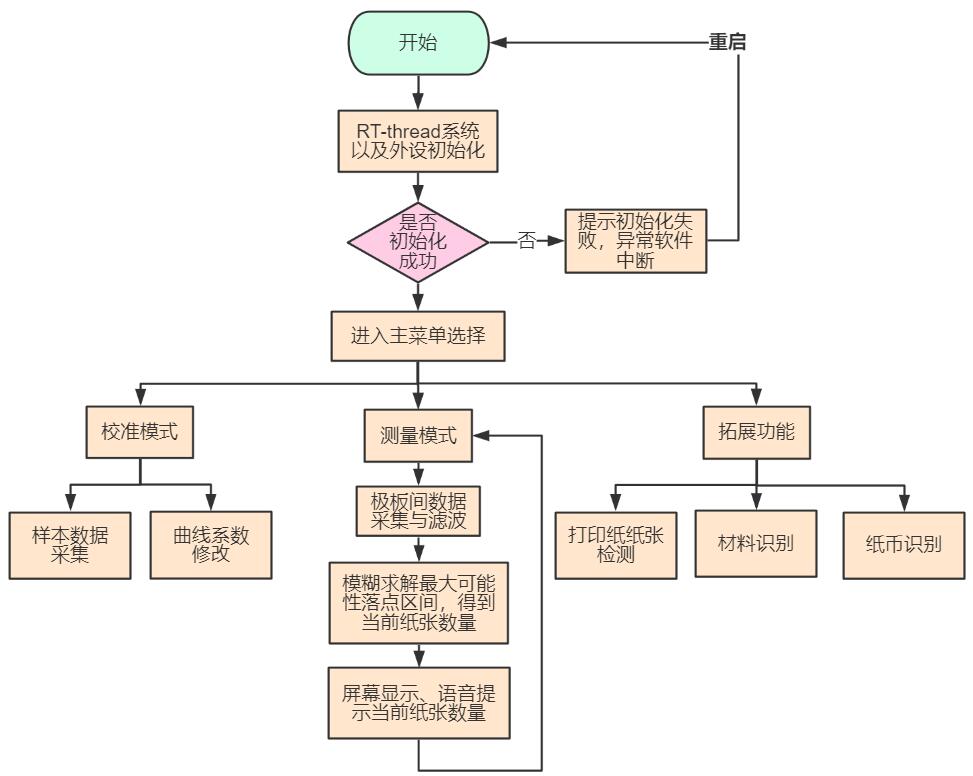 开始
重启
RT-thread系统
以及外设初始化
是否
初始化
成功
否
提示初始化失
败，异常软件
中断
进入主菜单选择
校准模式
测量模式
拓展功能
样本数据
采集
曲线系数
修改
极板间数据
采集与滤波
打印纸纸张
检测
材料识别
纸币识别
模糊求解最大可能
性落点区间，得到
当前纸张数量
屏幕显示、语音提
示当前纸张数量